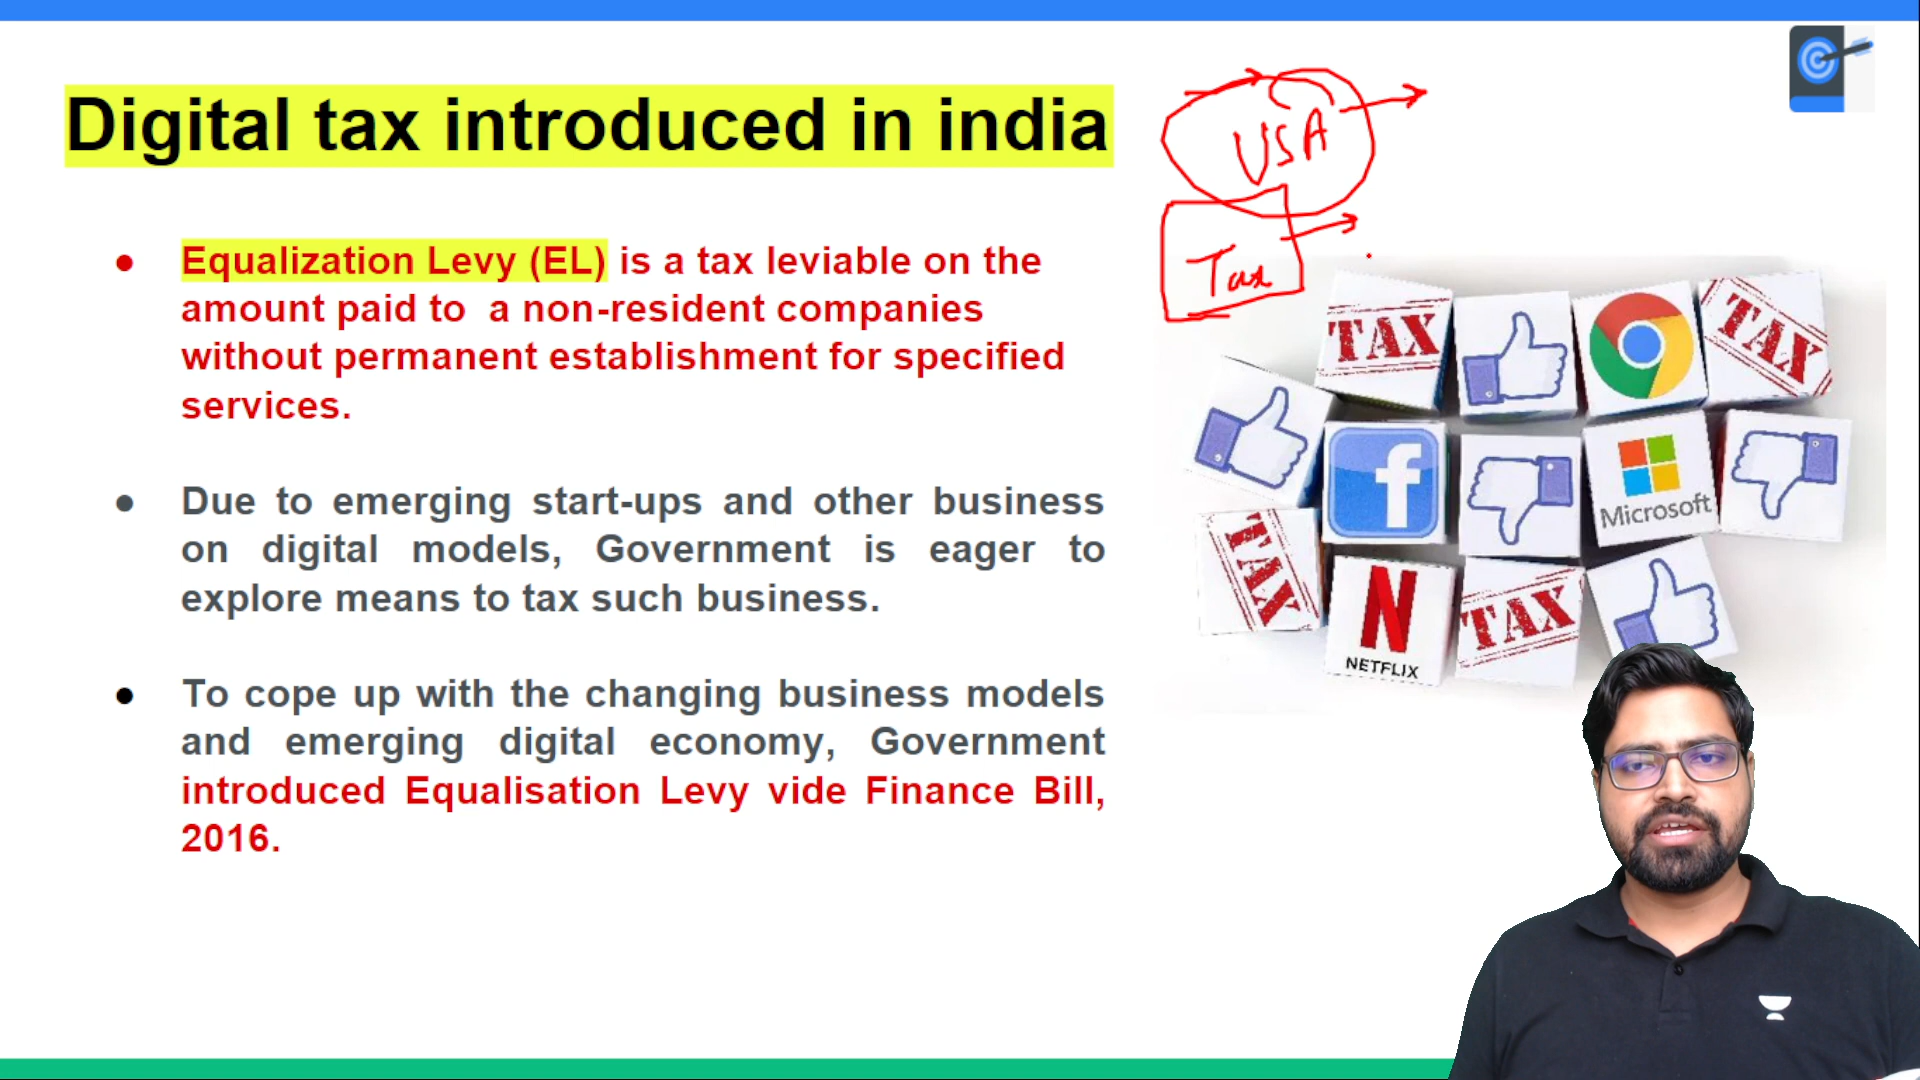 Digital tax introduced in india
USA
Tax
● Equalization Levy (EL) is a tax leviable on the
amount paid to a non-resident companies
without permanent establishment for specified
services.
● Due to emerging start-ups and other business
on digital models, Government is eager to
explore means to tax such business.
● To cope up with the changing business models
and emerging digital economy, Government
introduced Equalisation Levy vide Finance Bill,
2016.
TAX
TAX
Microsoft
TAX
NETFLIX
TAX